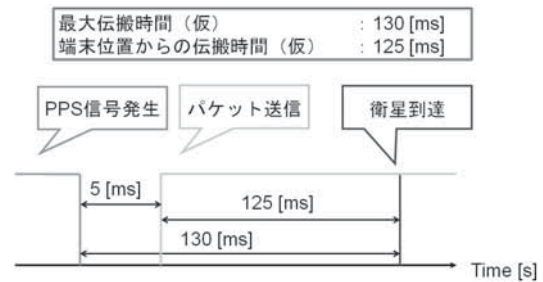 最大伝搬時間（仮） : 130 [ms]
端末位置からの伝搬時間（仮） : 125 [ms]
PPS信号発生
パケット送信
衛星到達
5 [ms]
125 [ms]
130 [ms]
Time [s]